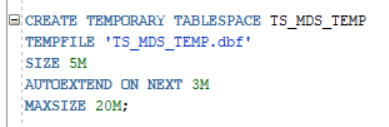 CREATE TEMPORARY TABLESPACE TS_MDS_TEMP
TEMPFILE 'TS_MDS_TEMP.dbf'
SIZE 5M
AUTOEXTEND ON NEXT 3M
MAXSIZE 20M;